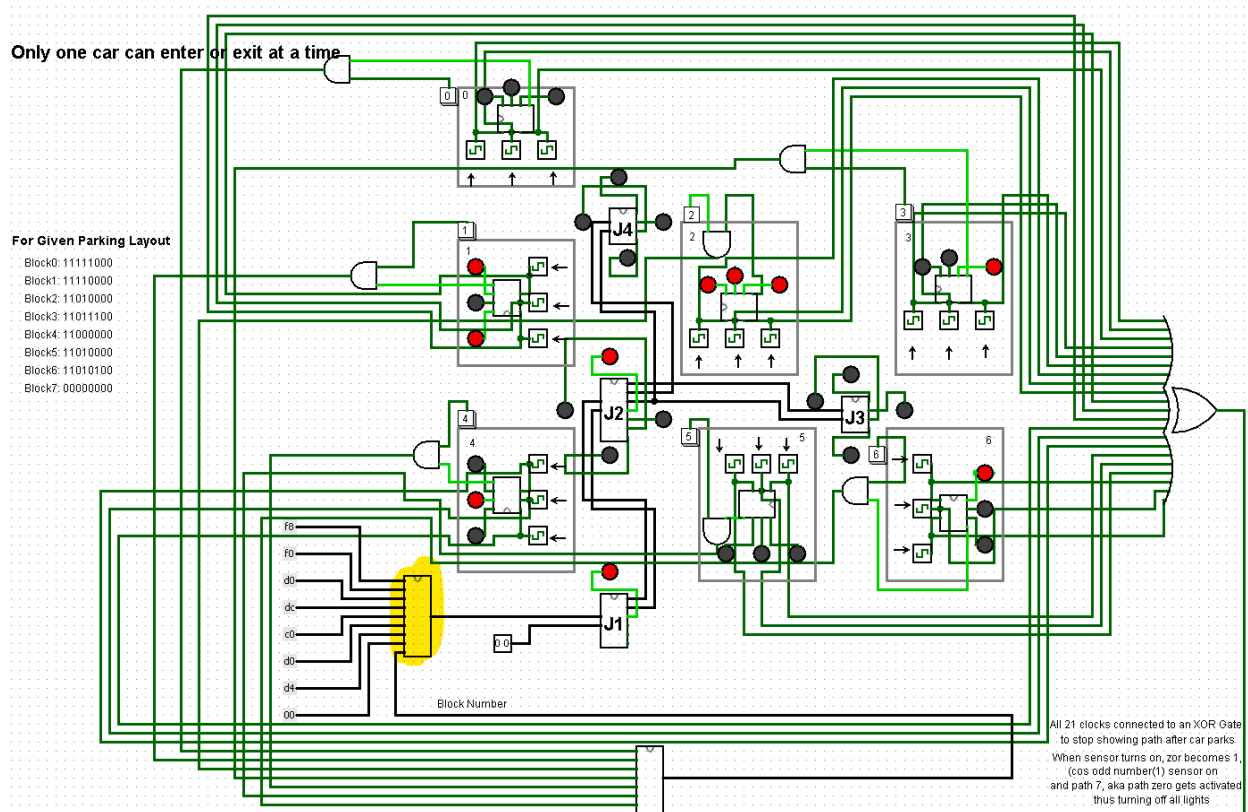 Only one car can enter or exit at a time
0
0
3
2
3
2
J4
1
1
For Given Parking Layout
Block0: 11111000
Block1: 11110000
Block2: 11010000
Block3: 11011100
Block4: 11000000
Block5: 11010000
Block6: 11010100
Block7: 00000000
J2
J3
4
4
5
5
6
6
f8
f0
d0
dc
c0
d0
d4
00
J1
0 0
Block Number
All 21 clocks connected to an XOR Gate
to stop showing path after car parks
When sensor turns on, zor becomes 1,
(cos odd number(1) sensor on
and path 7, aka path zero gets activated
thus turning off all lights